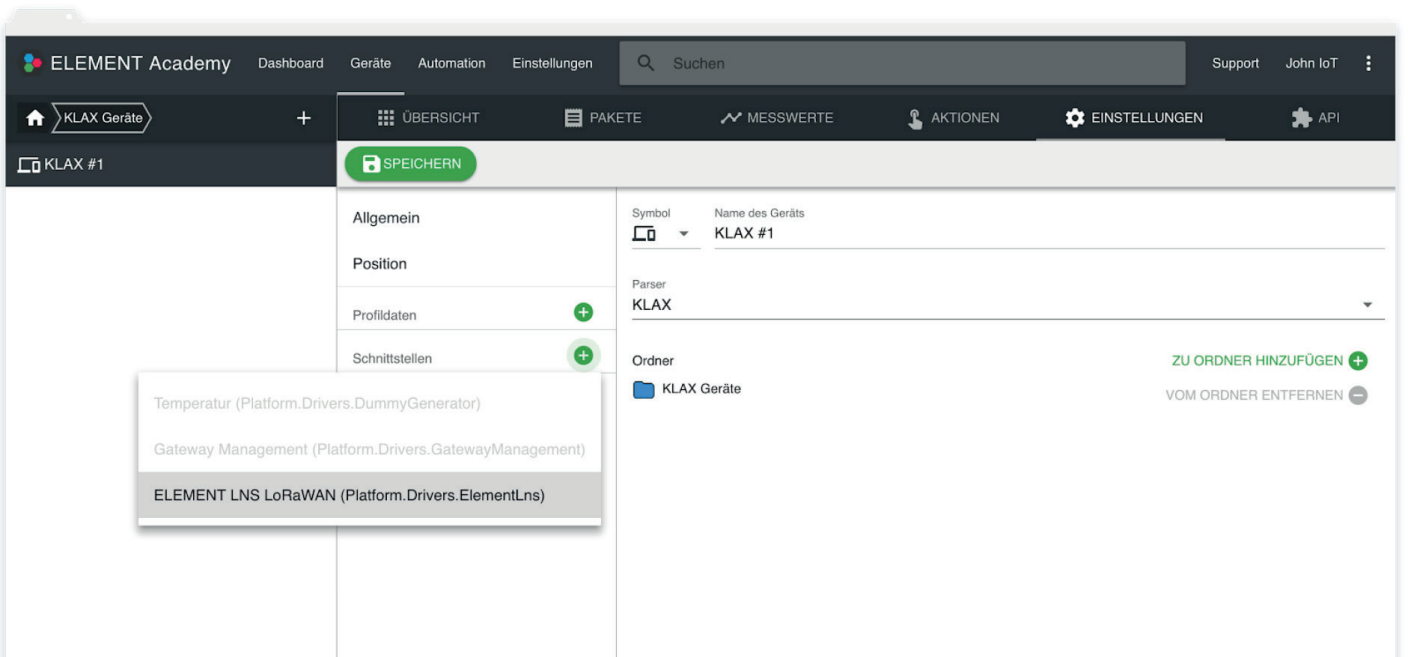 ELEMENT Academy Dashboard Geräte Automation Einstellungen Suchen Support John IoT
KLAX Geräte + ÜBERSICHT PAKETE MESSWERTE AKTIONEN EINSTELLUNGEN API
KLAX #1 SPEICHERN
Allgemein
Position
Profildaten
Schnittstellen
Temperatur (Platform.Drivers.DummyGenerator)
Gateway Management (Platform.Drivers.GatewayManagement)
ELEMENT LNS LoRaWAN (Platform.Drivers.ElementLns)
Symbol Name des Geräts
KLAX #1
Parser
KLAX
Ordner ZU ORDNER HINZUFÜGEN
KLAX Geräte VOM ORDNER ENTFERNEN